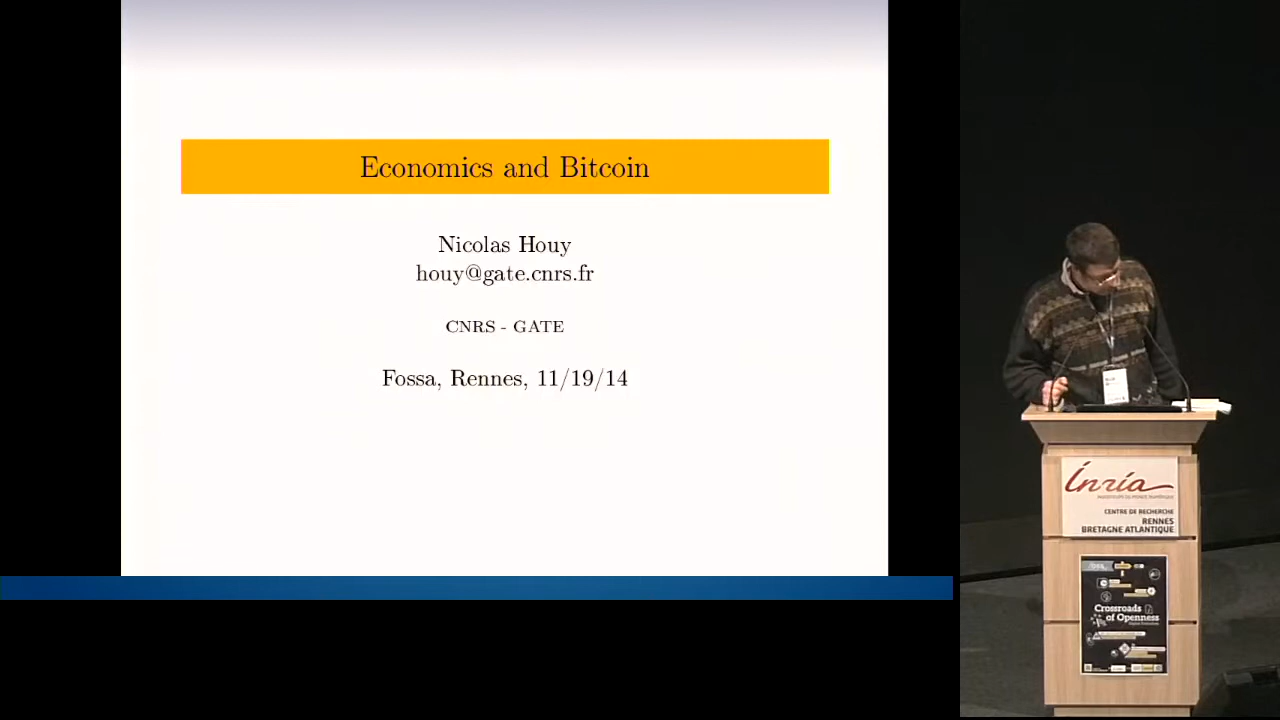 Economics and Bitcoin
Nicolas Houy
houy@gate.cnrs.fr
CNRS - GATE
Fossa, Rennes, 11/19/14
Inria
CENTRE DE RECHERCHE
RENNES
BRETAGNE ATLANTIQUE
Crossroads
of Openness